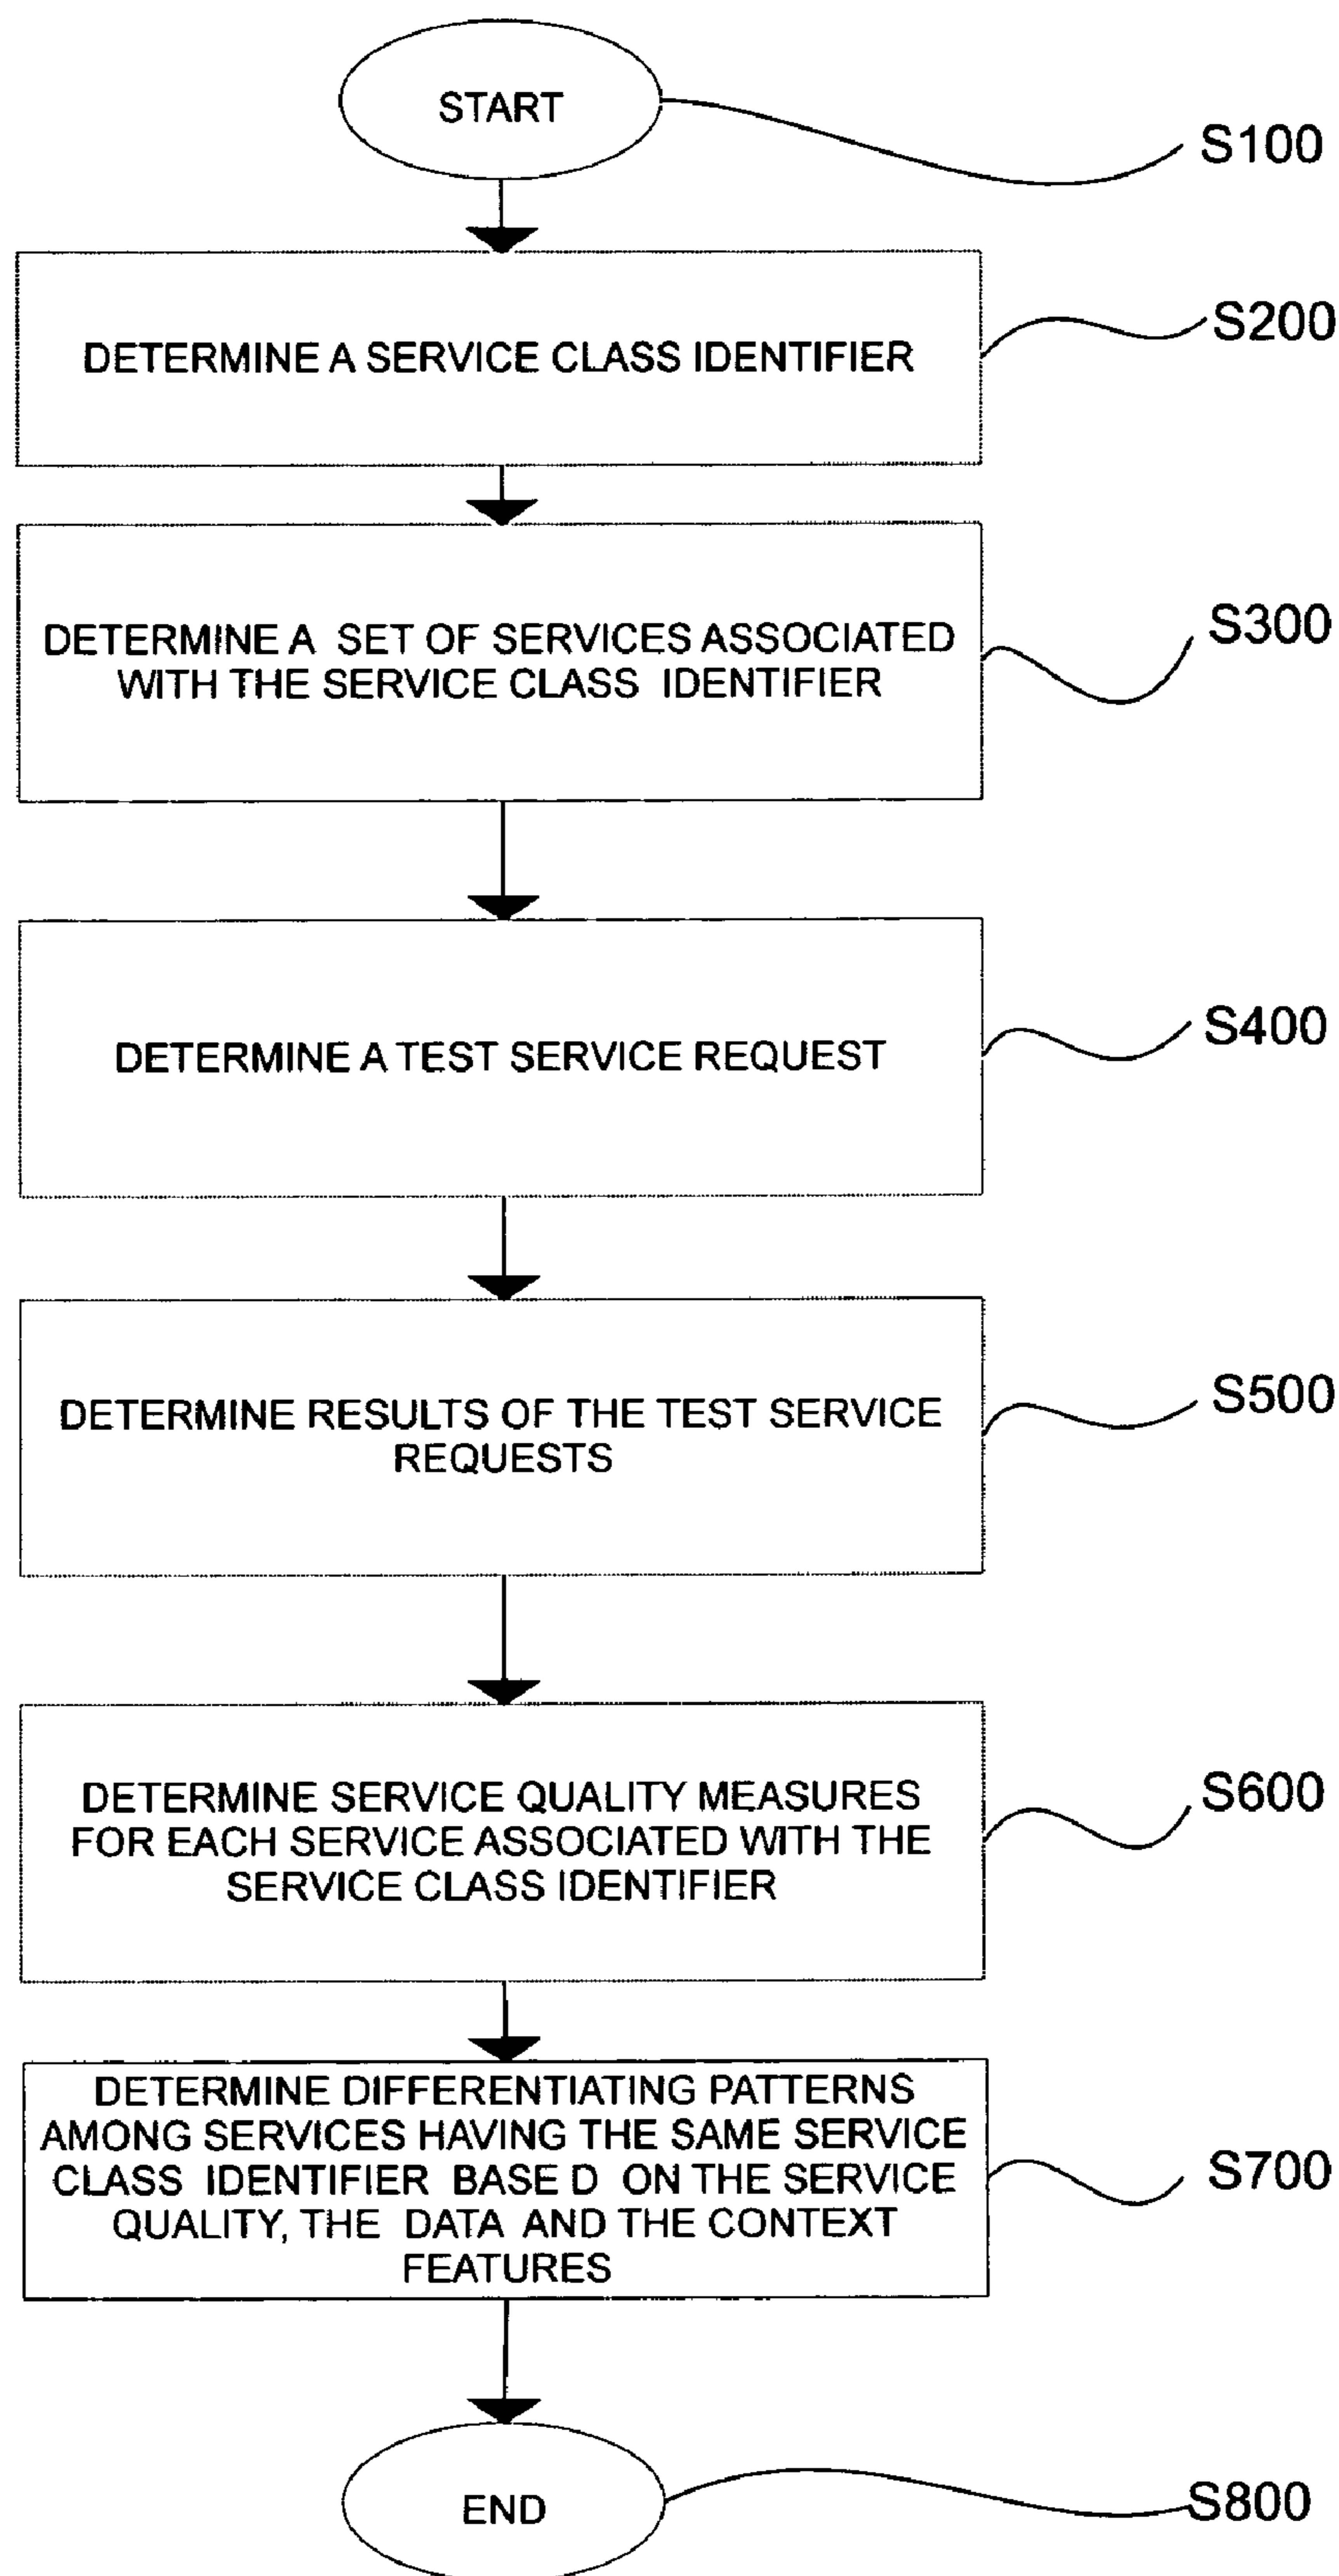 START
S100
DETERMINE A SERVICE CLASS IDENTIFIER
S200
DETERMINE A SET OF SERVICES ASSOCIATED
WITH THE SERVICE CLASS IDENTIFIER
S300
DETERMINE A TEST SERVICE REQUEST
S400
DETERMINE RESULTS OF THE TEST SERVICE
REQUESTS
S500
DETERMINE SERVICE QUALITY MEASURES
FOR EACH SERVICE ASSOCIATED WITH THE
SERVICE CLASS IDENTIFIER
S600
DETERMINE DIFFERENTIATING PATTERNS
AMONG SERVICES HAVING THE SAME SERVICE
CLASS IDENTIFIER BASE D ON THE SERVICE
QUALITY, THE DATA AND THE CONTEXT
FEATURES
S700
END
S800